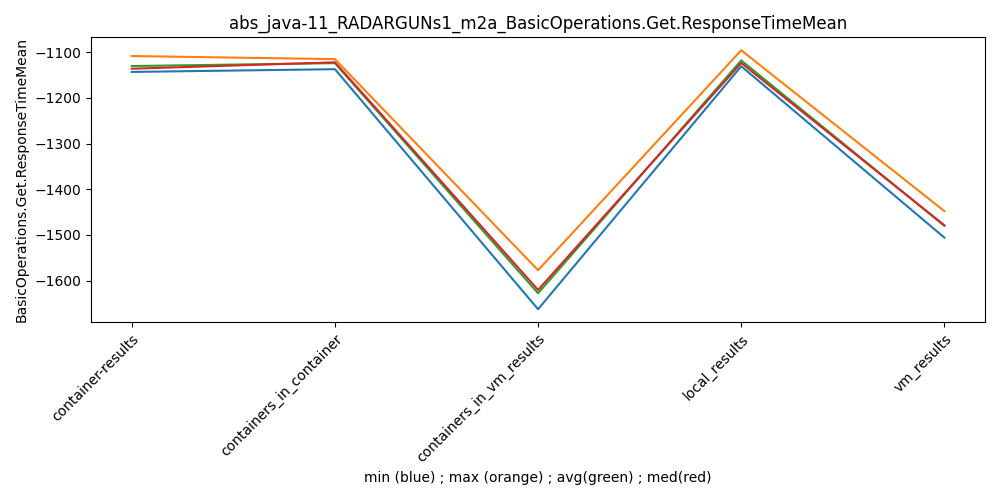 abs_java-11_RADARGUNs1_m2a_BasicOperations.Get.ResponseTimeMean
BasicOperations.Get.ResponseTimeMean
−1100
−1200
−1300
−1400
−1500
−1600
container-results
containers_in_container
containers_in_vm_results
local_results
vm_results
min (blue) ; max (orange) ; avg(green) ; med(red)